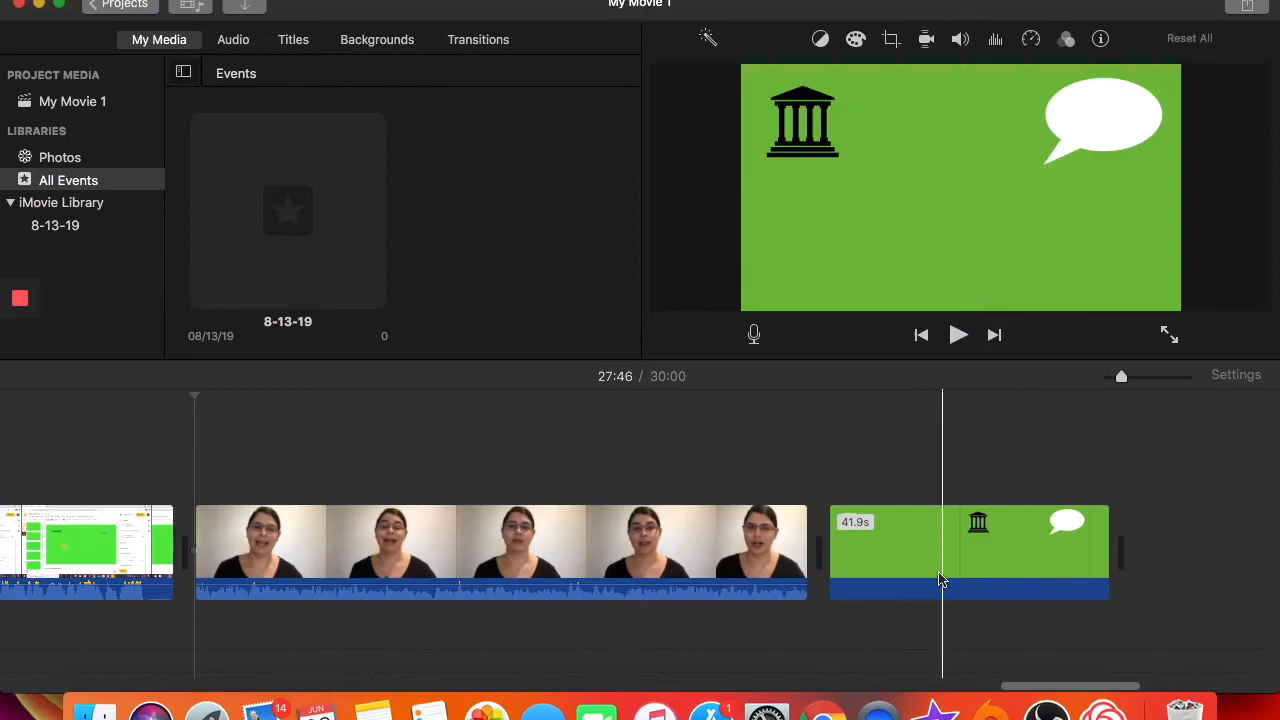 My Movie 1
Projects
My Media
Audio
Titles
Backgrounds
Transitions
Reset All
PROJECT MEDIA
My Movie 1
LIBRARIES
Photos
All Events
iMovie Library
8-13-19
Events
8-13-19
08/13/19
0
27:46 / 30:00
Settings
41.9s
14
JUN
1